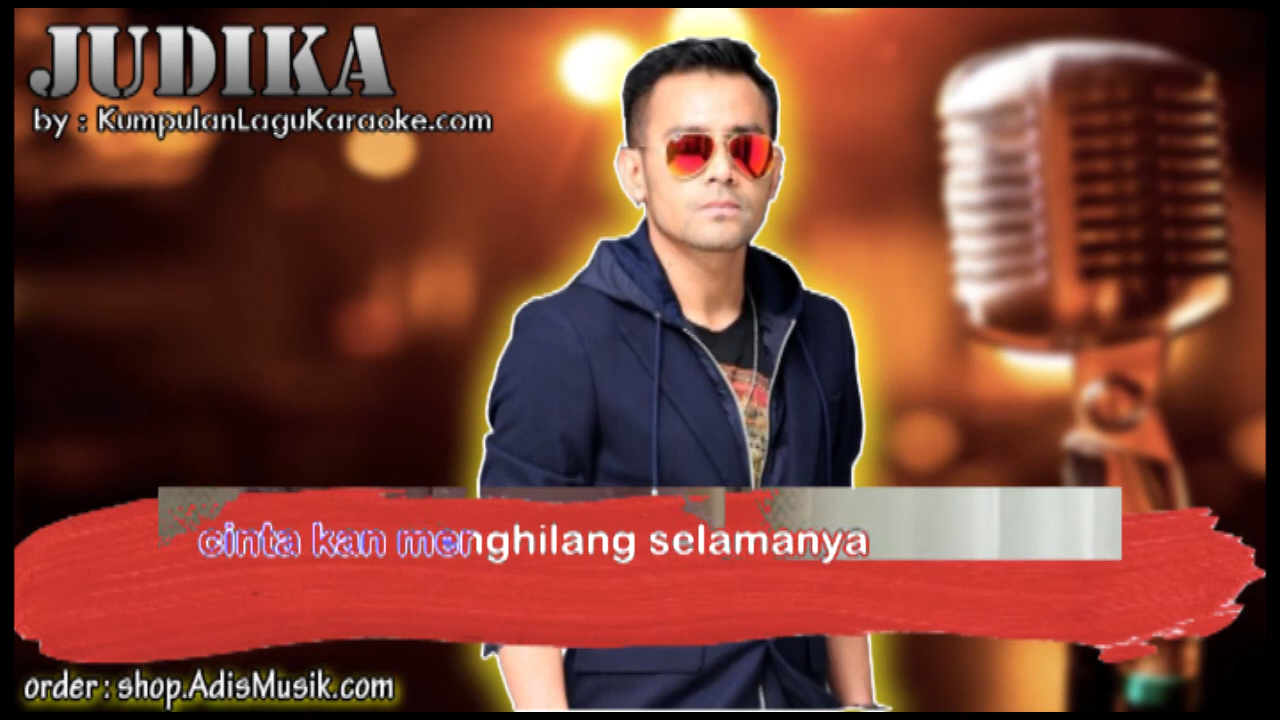 JUDIKA
by : KumpulanLaguKaraoke.com
cinta kan menghilang selamanya
order : shop.AdisMusik.com